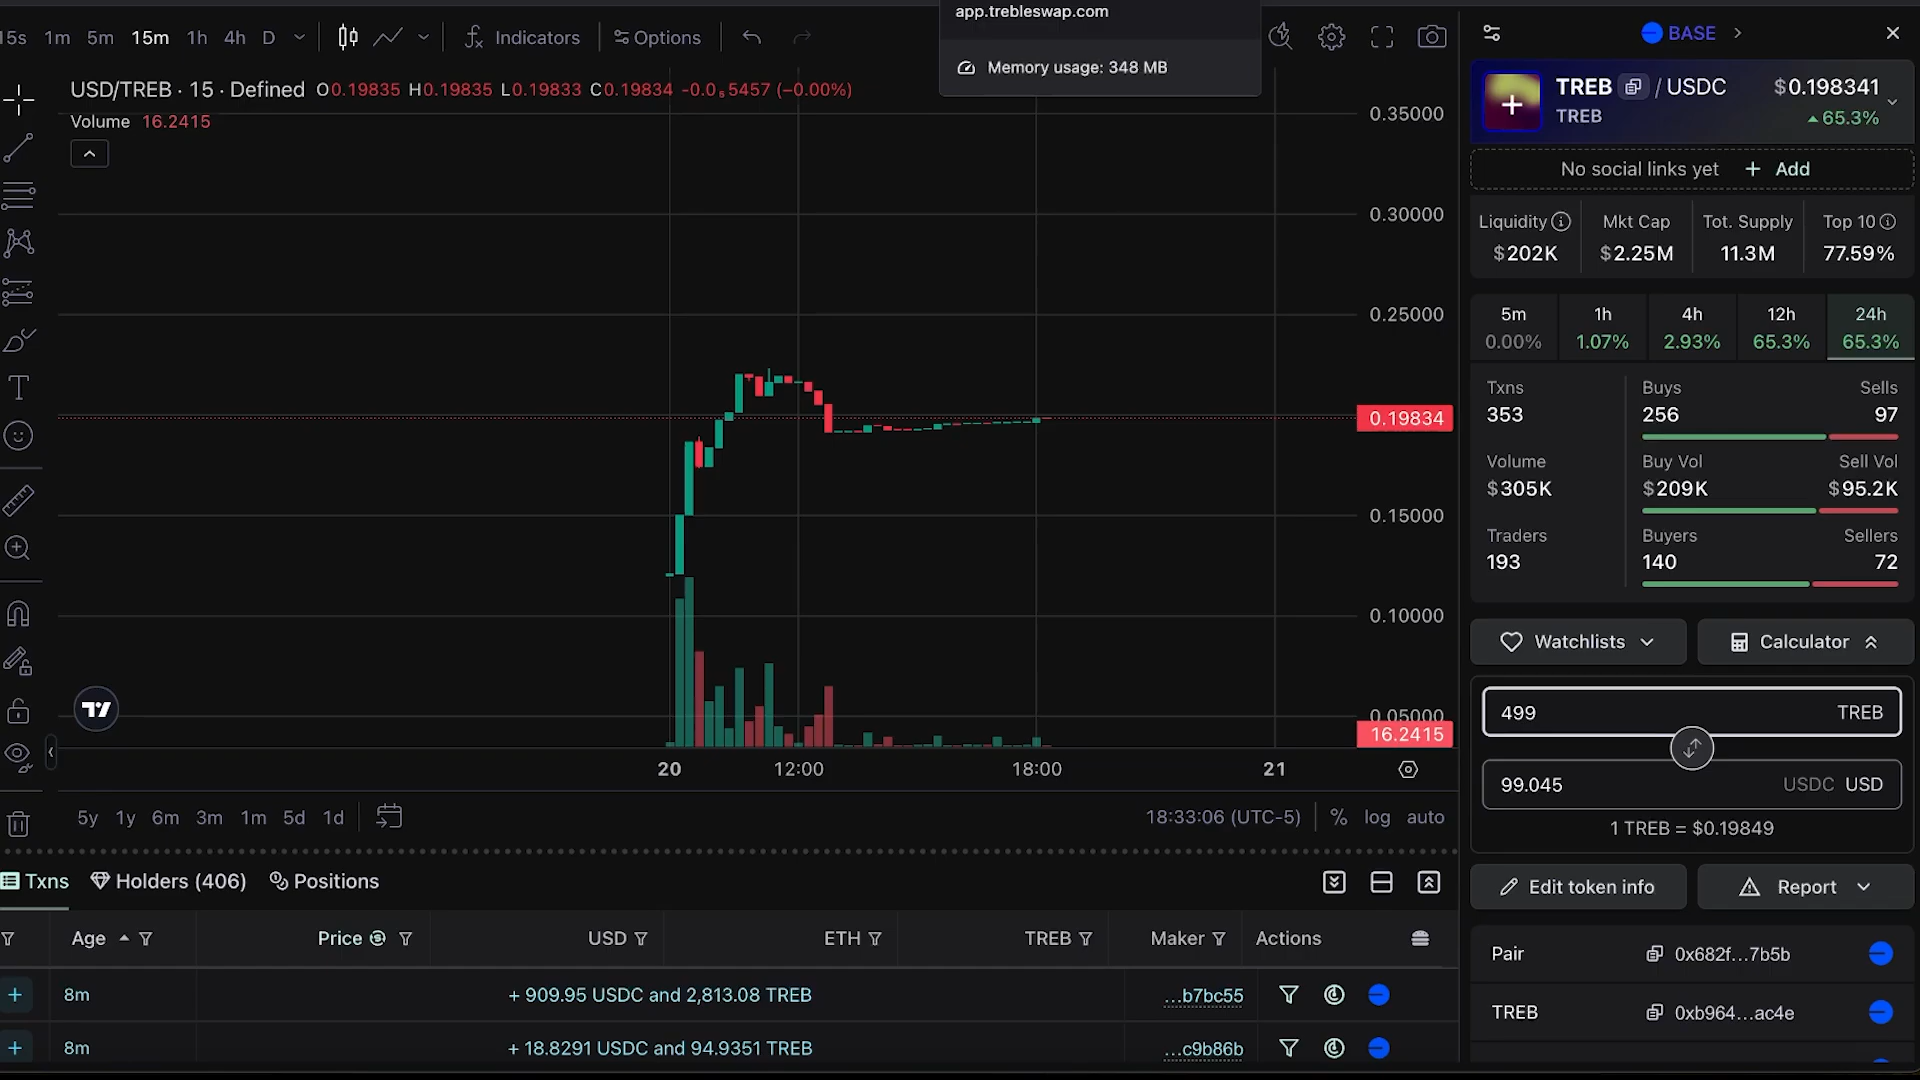 app.trebleswap.com
Memory usage: 348 MB
15s 1m 5m 15m 1h 4h D Indicators Options
BASE
USD/TREB · 15 · Defined O0.19835 H0.19835 L0.19833 C0.19834 -0.0₅5457 (−0.00%)
Volume 16.2415
TREB / USDC $0.198341
TREB 65.3%
No social links yet + Add
Liquidity Mkt Cap Tot. Supply Top 10
$202K $2.25M 11.3M 77.59%
5m 1h 4h 12h 24h
0.00% 1.07% 2.93% 65.3% 65.3%
Txns Buys Sells
353 256 97
Volume Buy Vol Sell Vol
$305K $209K $95.2K
Traders Buyers Sellers
193 140 72
Watchlists Calculator
499 TREB
99.045 USDC USD
1 TREB = $0.19849
Edit token info Report
Pair 0x682f...7b5b
TREB 0xb964...ac4e
0.35000
0.30000
0.25000
0.19834
0.15000
0.10000
0.05000
16.2415
20 12:00 18:00 21
5y 1y 6m 3m 1m 5d 1d 18:33:06 (UTC-5) % log auto
Txns Holders (406) Positions
Age Price USD ETH TREB Maker Actions
8m + 909.95 USDC and 2,813.08 TREB ...b7bc55
8m + 18.8291 USDC and 94.9351 TREB ...c9b86b